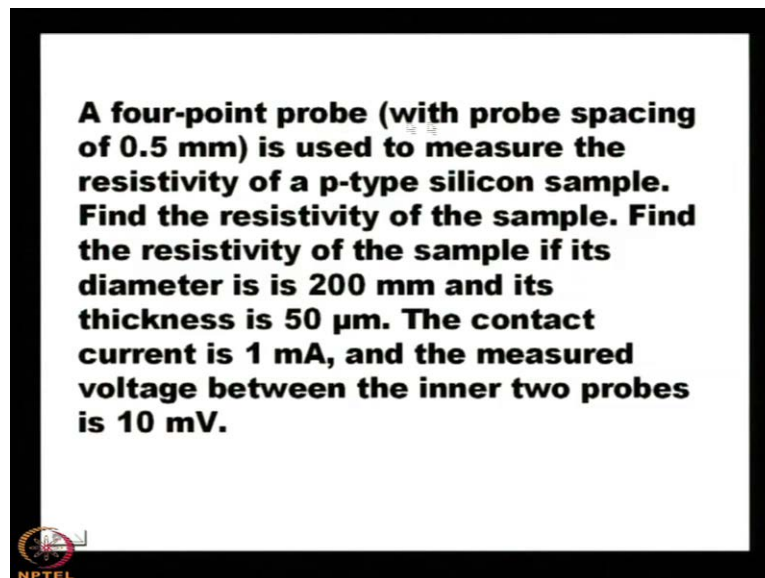 A four-point probe (with probe spacing
of 0.5 mm) is used to measure the
resistivity of a p-type silicon sample.
Find the resistivity of the sample. Find
the resistivity of the sample if its
diameter is is 200 mm and its
thickness is 50 µm. The contact
current is 1 mA, and the measured
voltage between the inner two probes
is 10 mV.
NPTEL